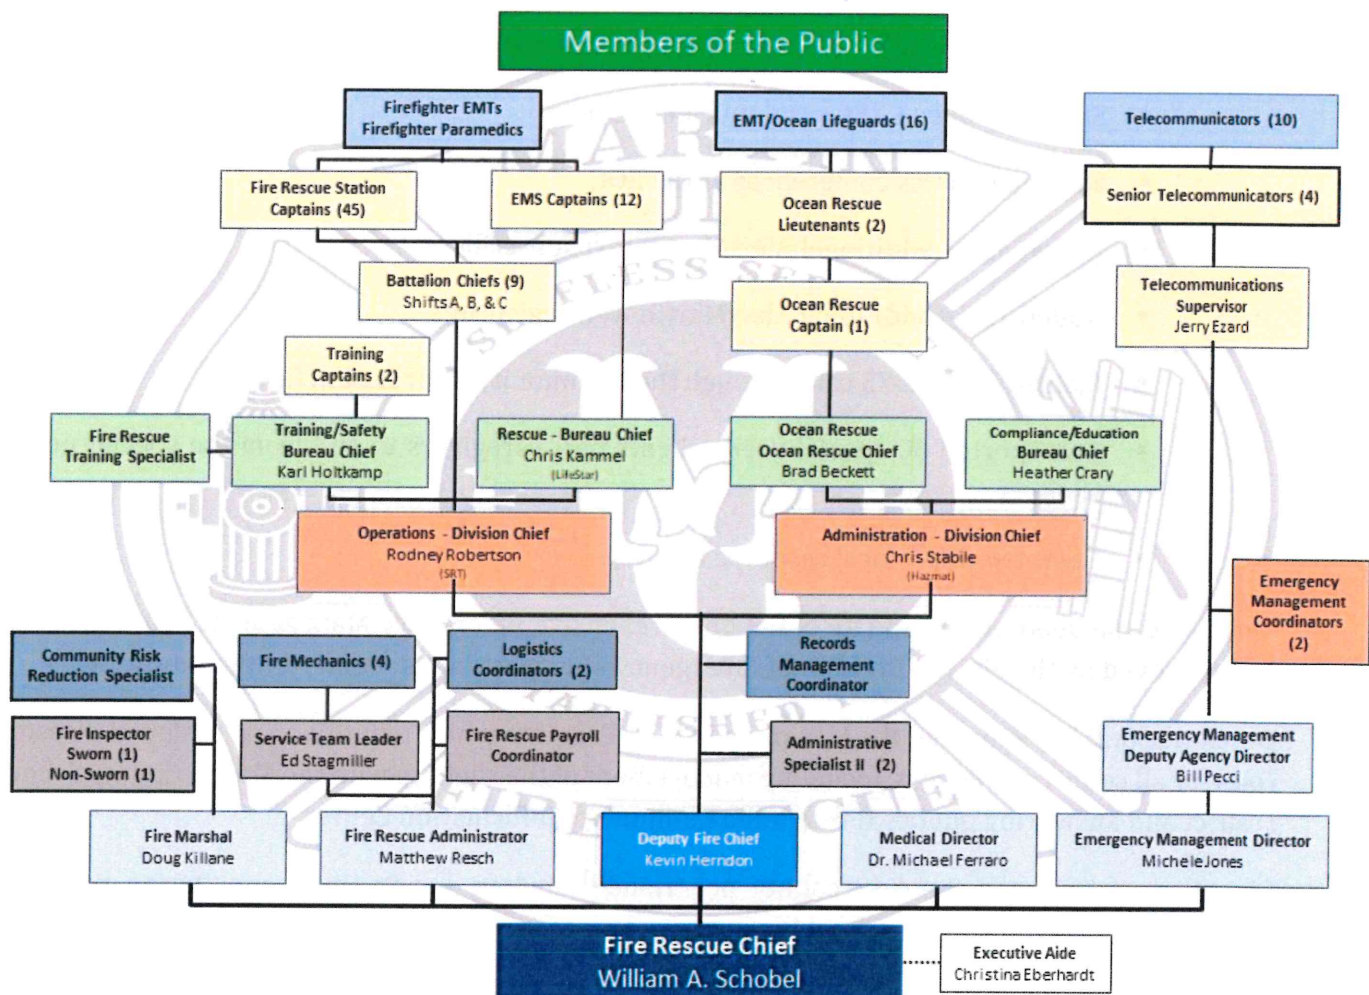 Members of the Public
Firefighter EMTs
Firefighter Paramedics
EMT/Ocean Lifeguards (16)
Telecommunicators (10)
Fire Rescue Station
Captains (45)
EMS Captains (12)
Ocean Rescue
Lieutenants (2)
Senior Telecommunicators (4)
Battalion Chiefs (9)
Shifts A, B, & C
Ocean Rescue
Captain (1)
Telecommunications
Supervisor
Jerry Ezard
Training
Captains (2)
Fire Rescue
Training Specialist
Training/Safety
Bureau Chief
Karl Holtkamp
Rescue - Bureau Chief
Chris Kammel
(LifeStar)
Ocean Rescue
Ocean Rescue Chief
Brad Beckett
Compliance/Education
Bureau Chief
Heather Crary
Operations - Division Chief
Rodney Robertson
(SRT)
Administration - Division Chief
Chris Stabile
(Hazmat)
Emergency
Management
Coordinators
(2)
Community Risk
Reduction Specialist
Fire Mechanics (4)
Logistics
Coordinators (2)
Records
Management
Coordinator
Fire Inspector
Sworn (1)
Non-Sworn (1)
Service Team Leader
Ed Stagmiller
Fire Rescue Payroll
Coordinator
Administrative
Specialist II (2)
Emergency Management
Deputy Agency Director
Bill Pecci
Fire Marshal
Doug Killane
Fire Rescue Administrator
Matthew Resch
Deputy Fire Chief
Kevin Herndon
Medical Director
Dr. Michael Ferraro
Emergency Management Director
Michele Jones
Fire Rescue Chief
William A. Schobel
Executive Aide
Christina Eberhardt